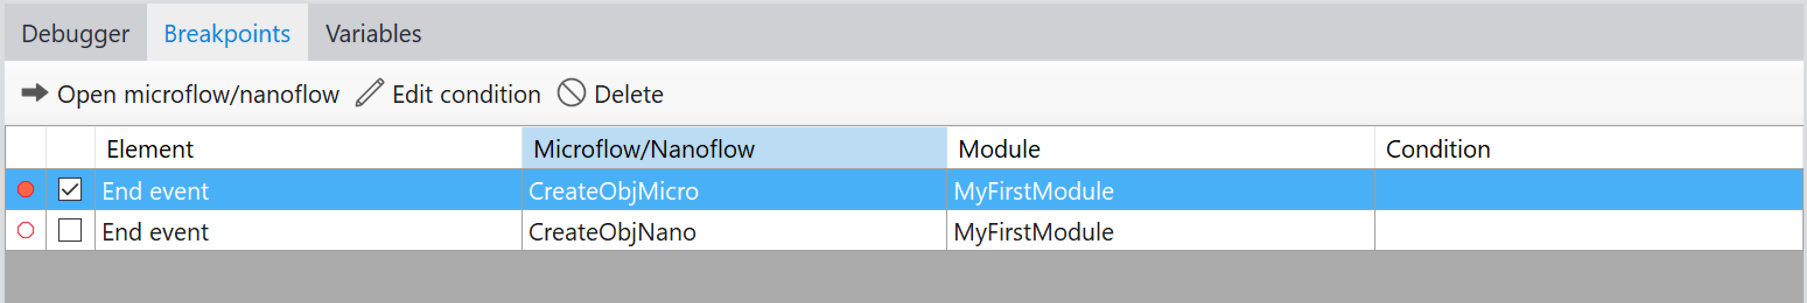 Debugger Breakpoints Variables
Open microflow/nanoflow Edit condition Delete
Element Microflow/Nanoflow Module Condition
End event CreateObjMicro MyFirstModule
End event CreateObjNano MyFirstModule